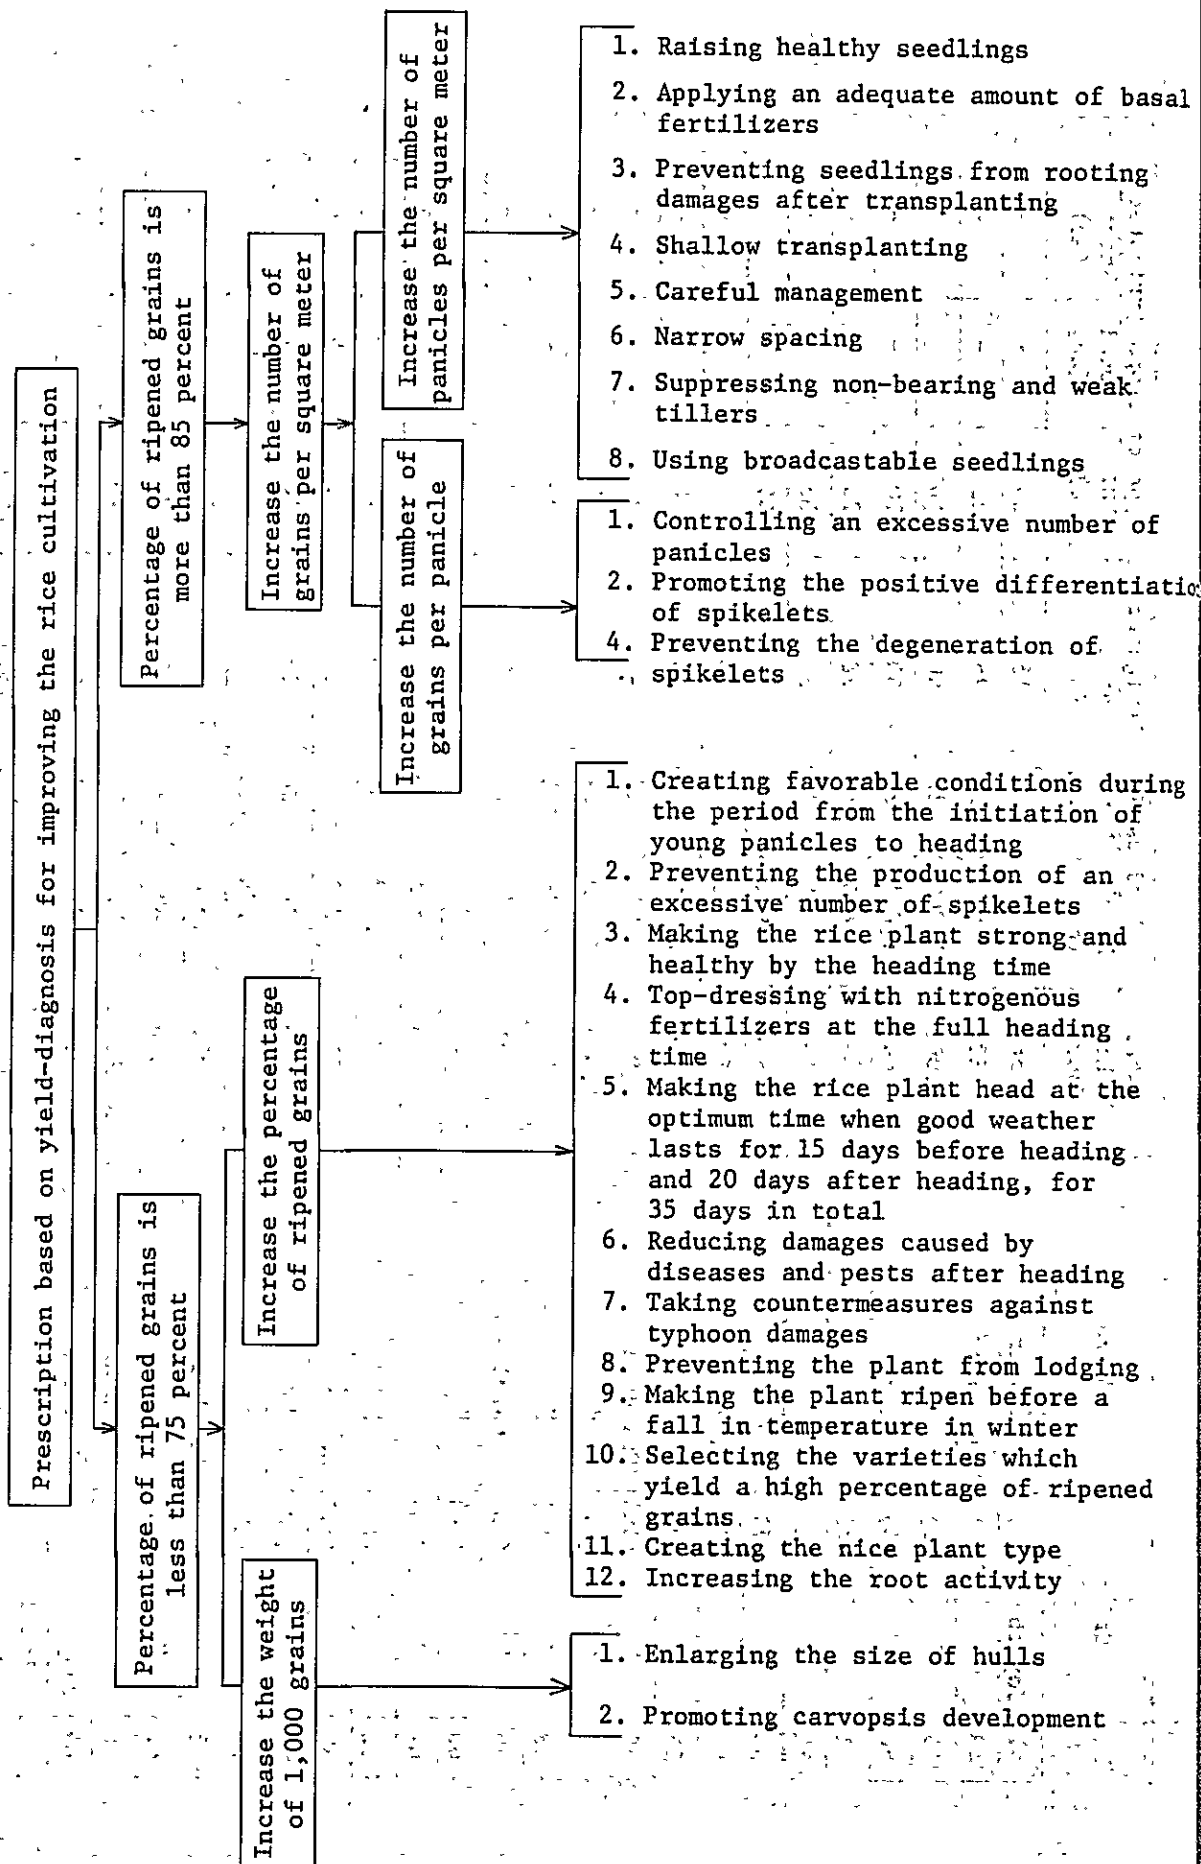 Prescription based on yield-diagnosis for improving the rice cultivation
Percentage of ripened grains is
more than 85 percent
Increase the number of
grains per square meter
Increase the number of
panicles per square meter
1. Raising healthy seedlings
2. Applying an adequate amount of basal
fertilizers
3. Preventing seedlings from rooting
damages after transplanting
4. Shallow transplanting
5. Careful management
6. Narrow spacing
7. Suppressing non-bearing and weak
tillers
8. Using broadcastable seedlings
Increase the number of
grains per panicle
1. Controlling an excessive number of
panicles
2. Promoting the positive differentiatio
of spikelets
4. Preventing the degeneration of
spikelets
Percentage of ripened grains is
less than 75 percent
Increase the percentage
of ripened grains
1. Creating favorable conditions during
the period from the initiation of
young panicles to heading
2. Preventing the production of an
excessive number of spikelets
3. Making the rice plant strong and
healthy by the heading time
4. Top-dressing with nitrogenous
fertilizers at the full heading
time
5. Making the rice plant head at the
optimum time when good weather
lasts for 15 days before heading
and 20 days after heading, for
35 days in total
6. Reducing damages caused by
diseases and pests after heading
7. Taking countermeasures against
typhoon damages
8. Preventing the plant from lodging
9. Making the plant ripen before a
fall in temperature in winter
10. Selecting the varieties which
yield a high percentage of ripened
grains.
11. Creating the nice plant type
12. Increasing the root activity
Increase the weight
of 1,000 grains
1. Enlarging the size of hulls
2. Promoting carvopsis development